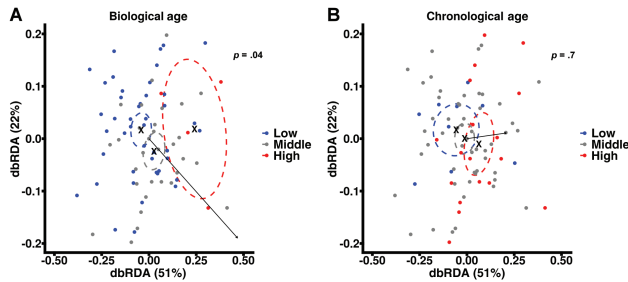 A
Biological age
0.2
0.1
0.0
-0.1
-0.2
dbRDA (22%)
p = .04
X
X
X
Low
Middle
High
-0.50
-0.25
0.00
0.25
0.50
dbRDA (51%)
B
Chronological age
0.2
0.1
0.0
-0.1
-0.2
dbRDA (22%)
p = .7
X
X
X
Low
Middle
High
-0.50
-0.25
0.00
0.25
0.50
dbRDA (51%)